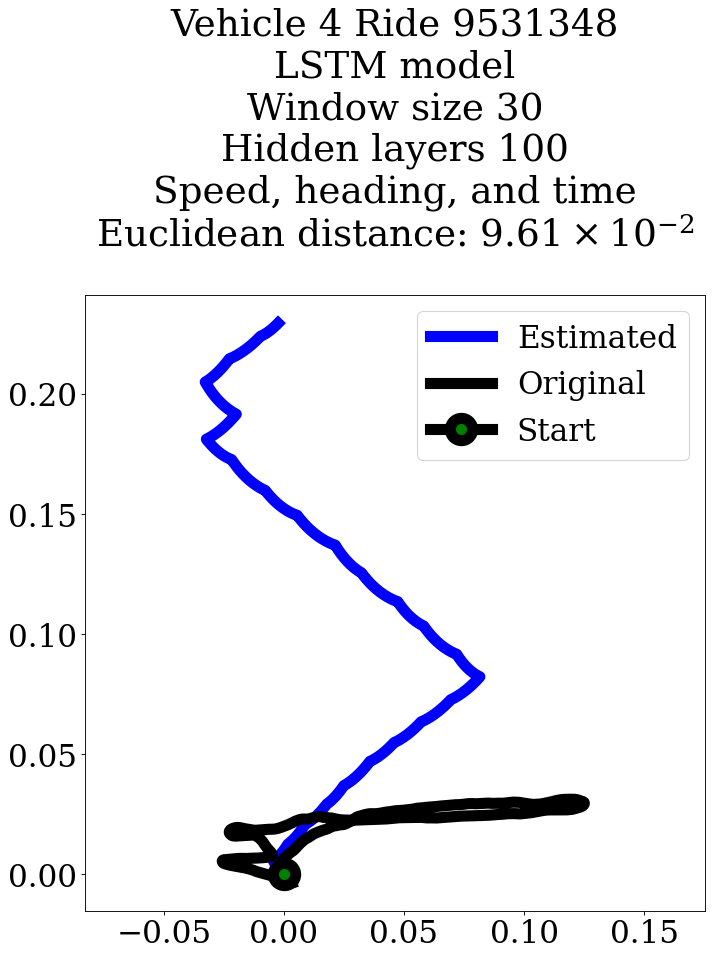 Vehicle 4 Ride 9531348
LSTM model
Window size 30
Hidden layers 100
Speed, heading, and time
Euclidean distance: 9.61 × 10⁻²
Estimated
Original
Start
0.20
0.15
0.10
0.05
0.00
−0.05 0.00 0.05 0.10 0.15